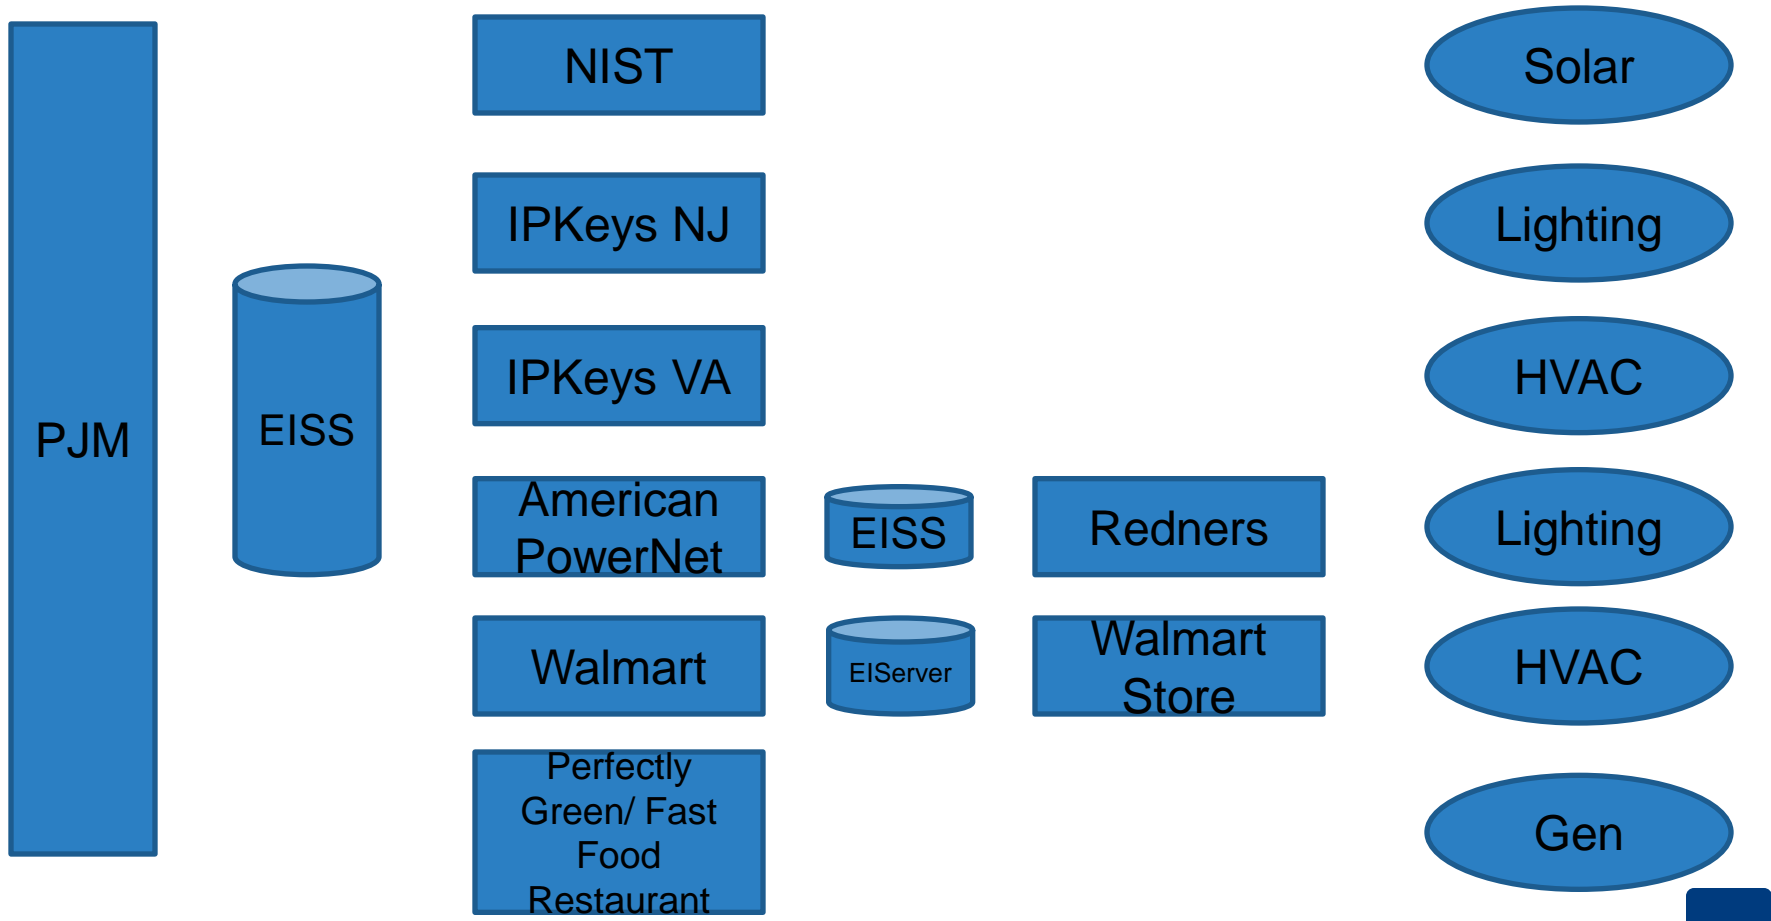 NIST
Solar
IPKeys NJ
Lighting
IPKeys VA
HVAC
PJM
EISS
American
PowerNet
EISS
Redners
Lighting
Walmart
EIServer
Walmart
Store
HVAC
Perfectly
Green/ Fast
Food
Restaurant
Gen